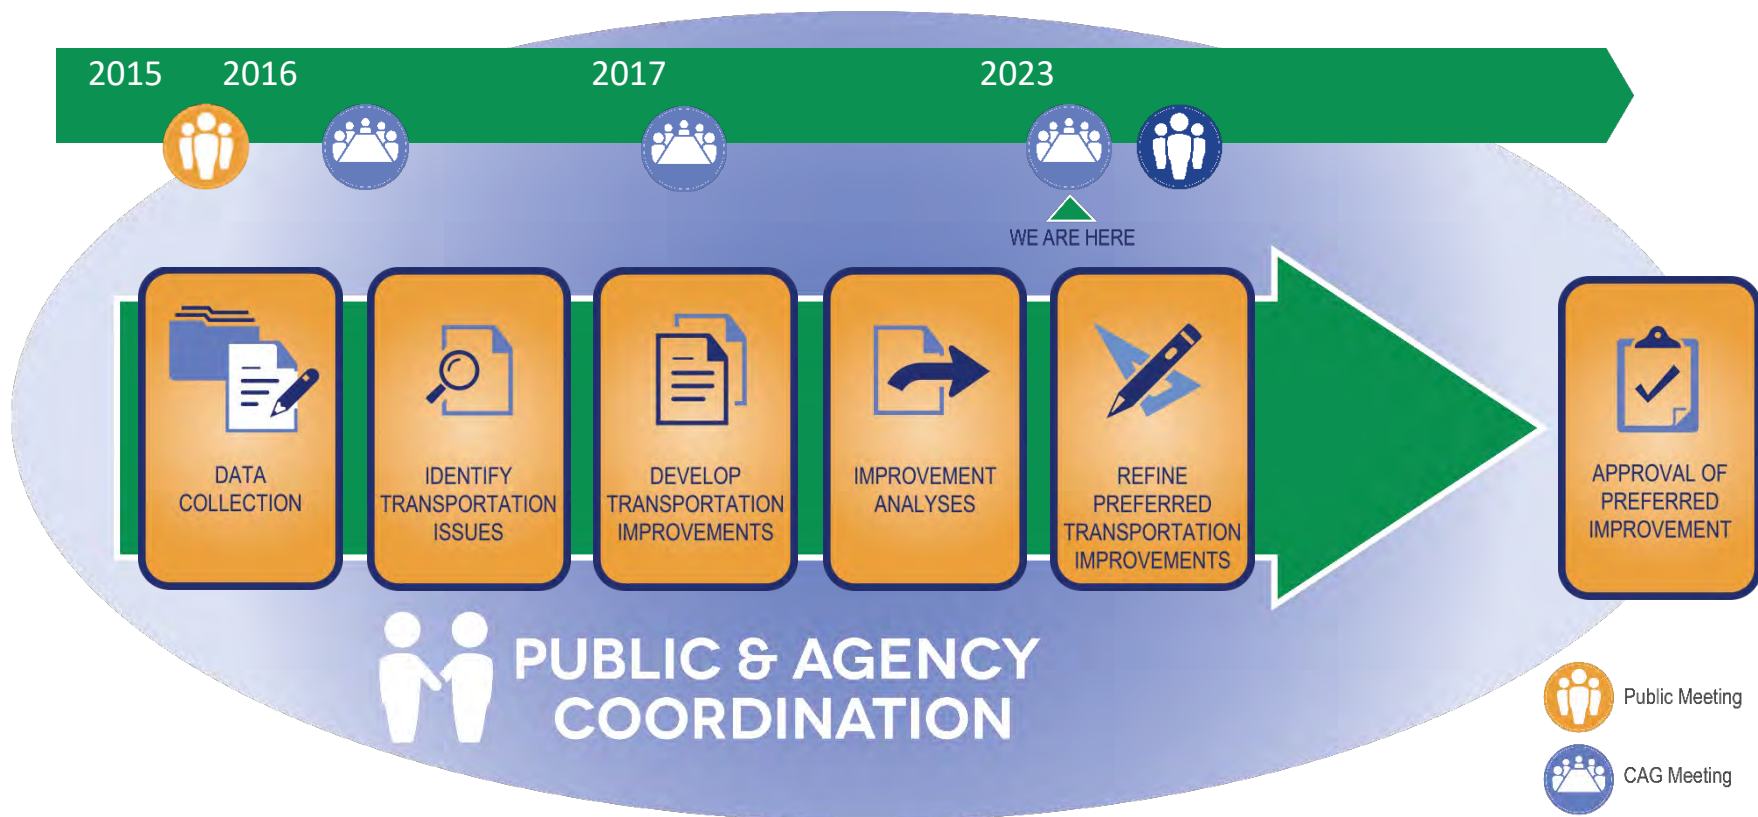 2015 2016 2017 2023
WE ARE HERE
DATA
COLLECTION
IDENTIFY
TRANSPORTATION
ISSUES
DEVELOP
TRANSPORTATION
IMPROVEMENTS
IMPROVEMENT
ANALYSES
REFINE
PREFERRED
TRANSPORTATION
IMPROVEMENTS
APPROVAL OF
PREFERRED
IMPROVEMENT
PUBLIC & AGENCY
COORDINATION
Public Meeting
CAG Meeting